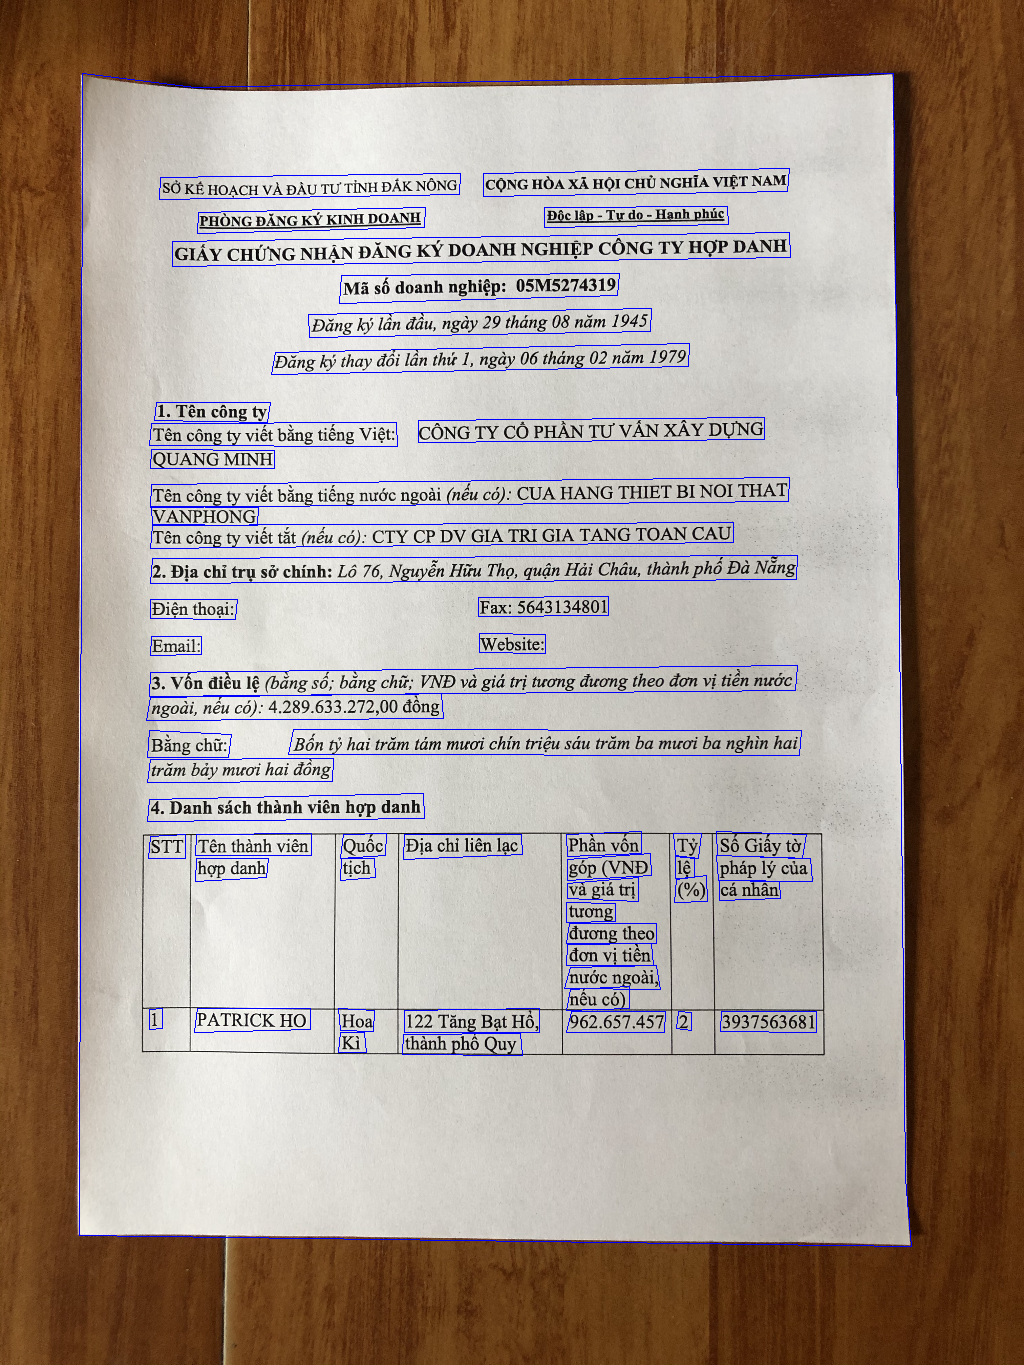 SỞ KẾ HOẠCH VÀ ĐẦU TƯ TỈNH ĐẮK NÔNG
CỘNG HÒA XÃ HỘI CHỦ NGHĨA VIỆT NAM
PHÒNG ĐĂNG KÝ KINH DOANH
Độc lập - Tự do - Hạnh phúc
GIẤY CHỨNG NHẬN ĐĂNG KÝ DOANH NGHIỆP CÔNG TY HỢP DANH
Mã số doanh nghiệp: 05M5274319
Đăng ký lần đầu, ngày 29 tháng 08 năm 1945
Đăng ký thay đổi lần thứ 1, ngày 06 tháng 02 năm 1979
1. Tên công ty
Tên công ty viết bằng tiếng Việt: CÔNG TY CỔ PHẦN TƯ VẤN XÂY DỰNG
QUANG MINH
Tên công ty viết bằng tiếng nước ngoài (nếu có): CUA HANG THIET BI NOI THAT
VANPHONG
Tên công ty viết tắt (nếu có): CTY CP DV GIA TRI GIA TANG TOAN CAU
2. Địa chỉ trụ sở chính: Lô 76, Nguyễn Hữu Thọ, quận Hải Châu, thành phố Đà Nẵng
Điện thoại:
Fax: 5643134801
Email:
Website:
3. Vốn điều lệ (bằng số; bằng chữ; VNĐ và giá trị tương đương theo đơn vị tiền nước
ngoài, nếu có): 4.289.633.272,00 đồng
Bằng chữ: Bốn tỷ hai trăm tám mươi chín triệu sáu trăm ba mươi ba nghìn hai
trăm bảy mươi hai đồng
4. Danh sách thành viên hợp danh
STT
Tên thành viên
hợp danh
Quốc
tịch
Địa chỉ liên lạc
Phần vốn
góp (VNĐ
và giá trị
tương
đương theo
đơn vị tiền
nước ngoài,
nếu có)
Tỷ
lệ
(%)
Số Giấy tờ
pháp lý của
cá nhân
1
PATRICK HO
Hoa
Kì
122 Tăng Bạt Hổ,
thành phố Quy
962.657.457
2
3937563681